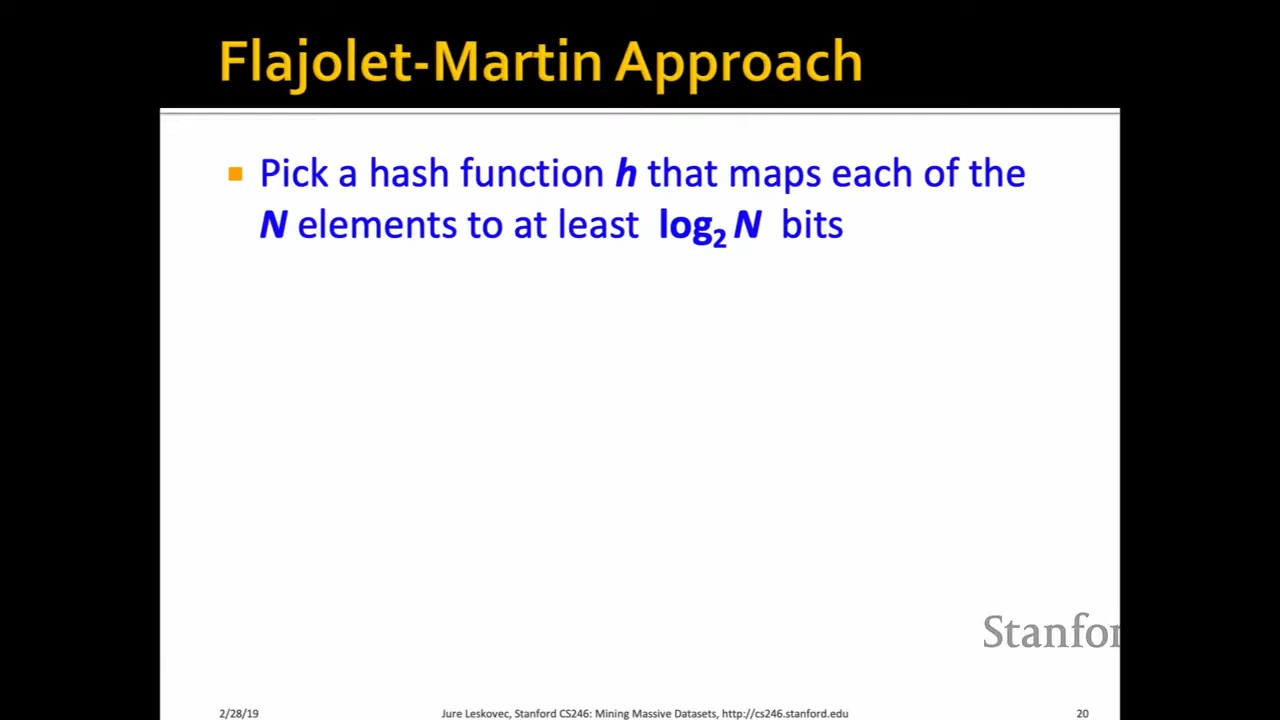 Flajolet-Martin Approach
Pick a hash function h that maps each of the
N elements to at least log₂ N bits
Stanfor
2/28/19
Jure Leskovec, Stanford CS246: Mining Massive Datasets, http://cs246.stanford.edu
20